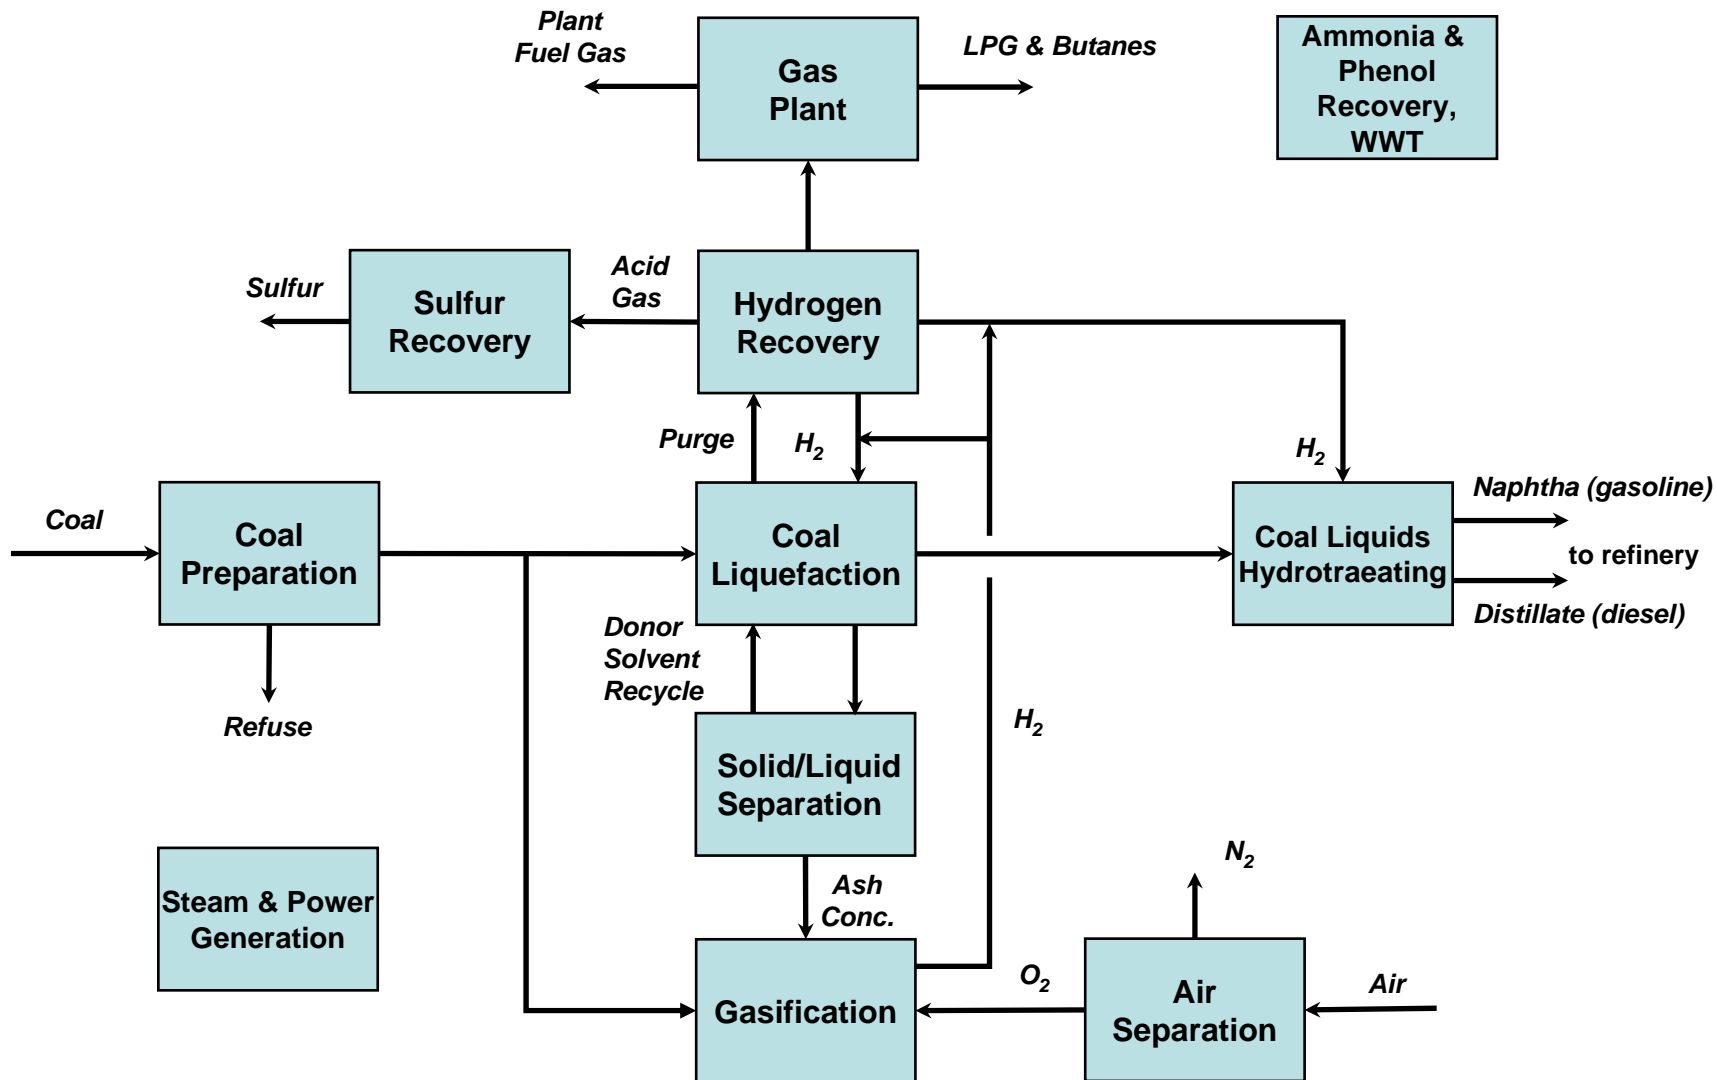 Plant
Fuel Gas
Gas
Plant
LPG & Butanes
Ammonia &
Phenol
Recovery,
WWT
Sulfur
Sulfur
Recovery
Acid
Gas
Hydrogen
Recovery
Purge
H2
H2
Coal
Coal
Preparation
Coal
Liquefaction
Coal Liquids
Hydrotraeating
Naphtha (gasoline)
to refinery
Distillate (diesel)
Refuse
Donor
Solvent
Recycle
Solid/Liquid
Separation
H2
Steam & Power
Generation
Ash
Conc.
Gasification
O2
N2
Air
Separation
Air